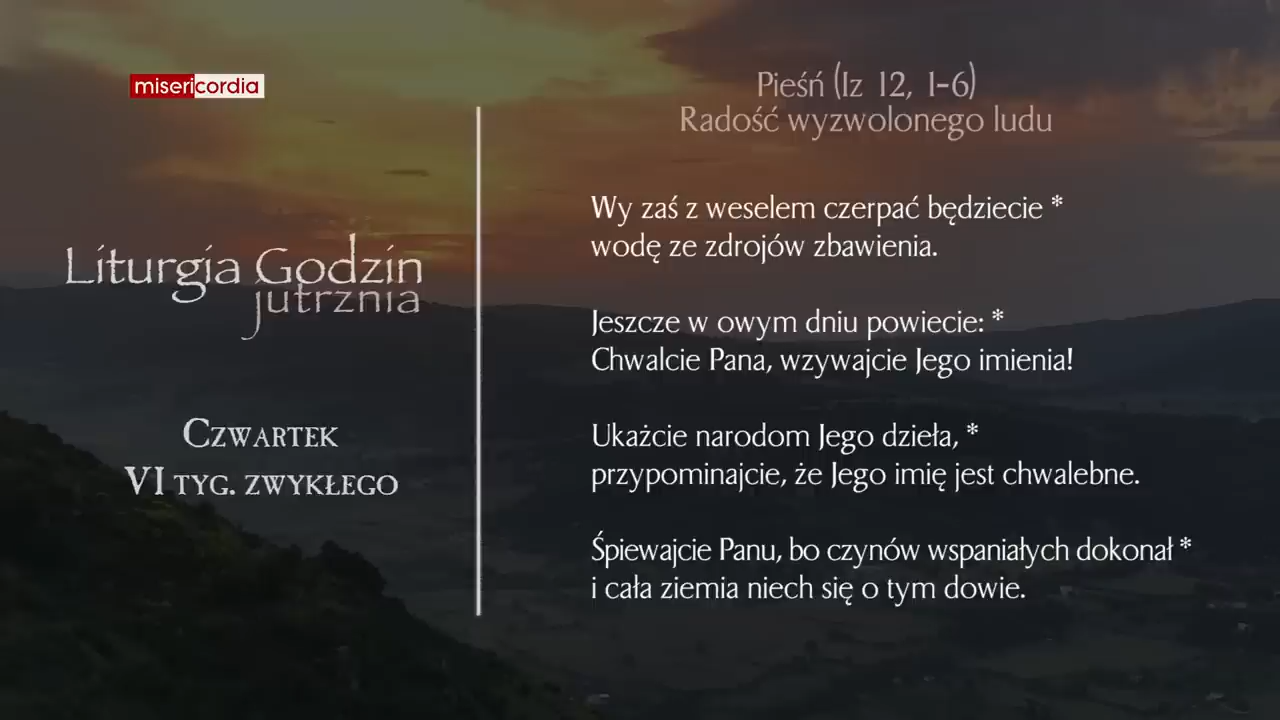 misericordia
Liturgia Godzin
jutrznia
Czwartek
VI tyg. zwykłego
Pieśń (Iz 12, 1-6)
Radość wyzwolonego ludu
Wy zaś z weselem czerpać będziecie *
wodę ze zdrojów zbawienia.
Jeszcze w owym dniu powiecie: *
Chwalcie Pana, wzywajcie Jego imienia!
Ukażcie narodom Jego dzieła, *
przypominajcie, że Jego imię jest chwalebne.
Śpiewajcie Panu, bo czynów wspaniałych dokonał *
i cała ziemia niech się o tym dowie.